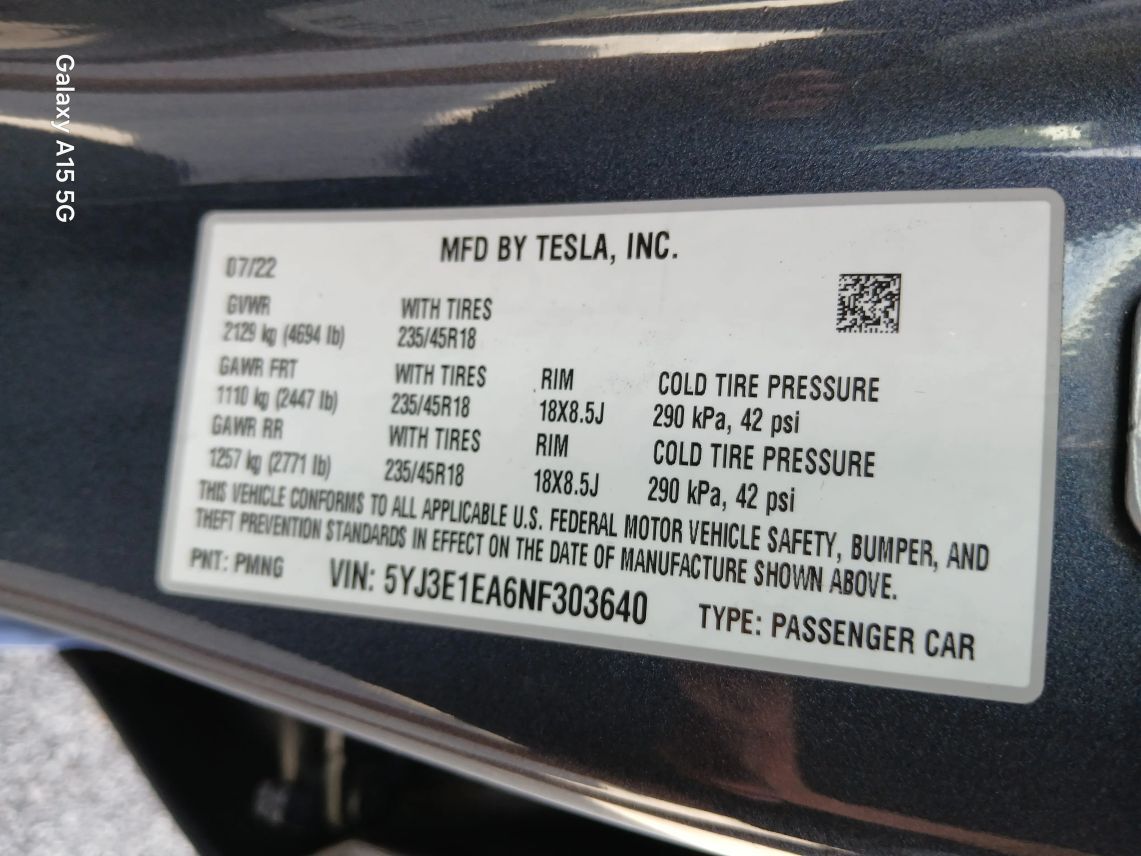 Galaxy A15 5G
MFD BY TESLA, INC.
07/22
GVWR WITH TIRES
2129 kg (4694 lb) 235/45R18
GAWR FRT WITH TIRES RIM COLD TIRE PRESSURE
1110 kg (2447 lb) 235/45R18 18X8.5J 290 kPa, 42 psi
GAWR RR WITH TIRES RIM COLD TIRE PRESSURE
1257 kg (2771 lb) 235/45R18 18X8.5J 290 kPa, 42 psi
THIS VEHICLE CONFORMS TO ALL APPLICABLE U.S. FEDERAL MOTOR VEHICLE SAFETY, BUMPER, AND
THEFT PREVENTION STANDARDS IN EFFECT ON THE DATE OF MANUFACTURE SHOWN ABOVE.
PNT: PMNG VIN: 5YJ3E1EA6NF303640 TYPE: PASSENGER CAR